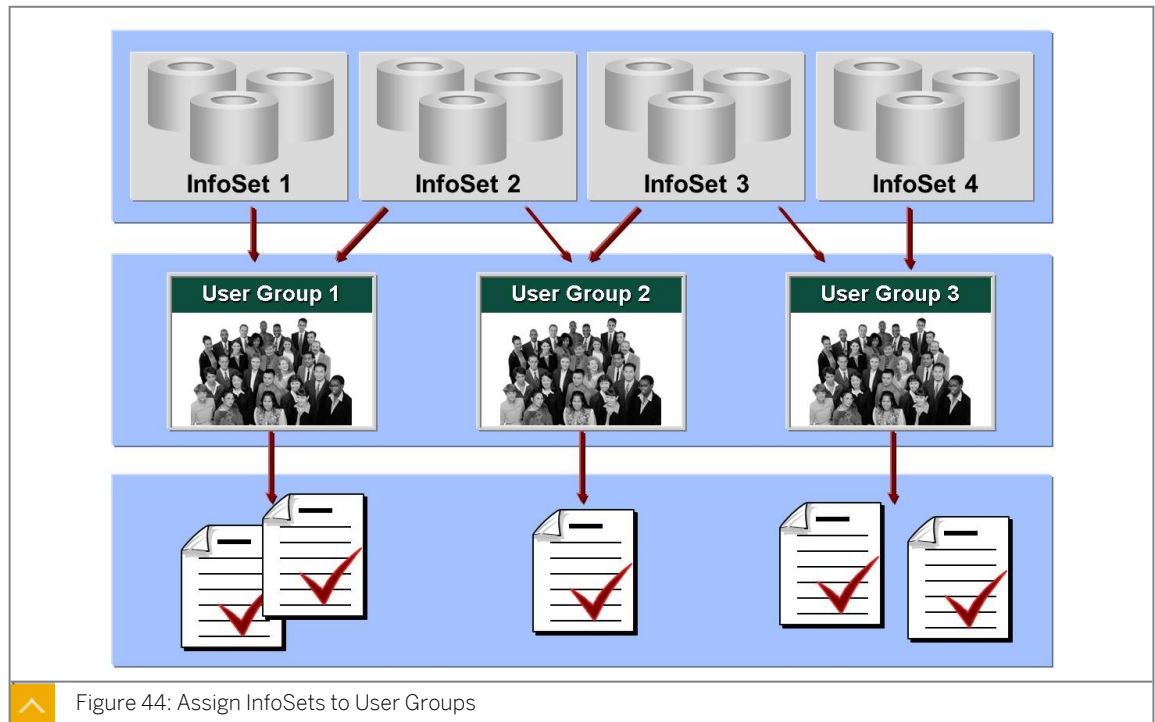 InfoSet 1 InfoSet 2 InfoSet 3 InfoSet 4
User Group 1 User Group 2 User Group 3
Figure 44: Assign InfoSets to User Groups